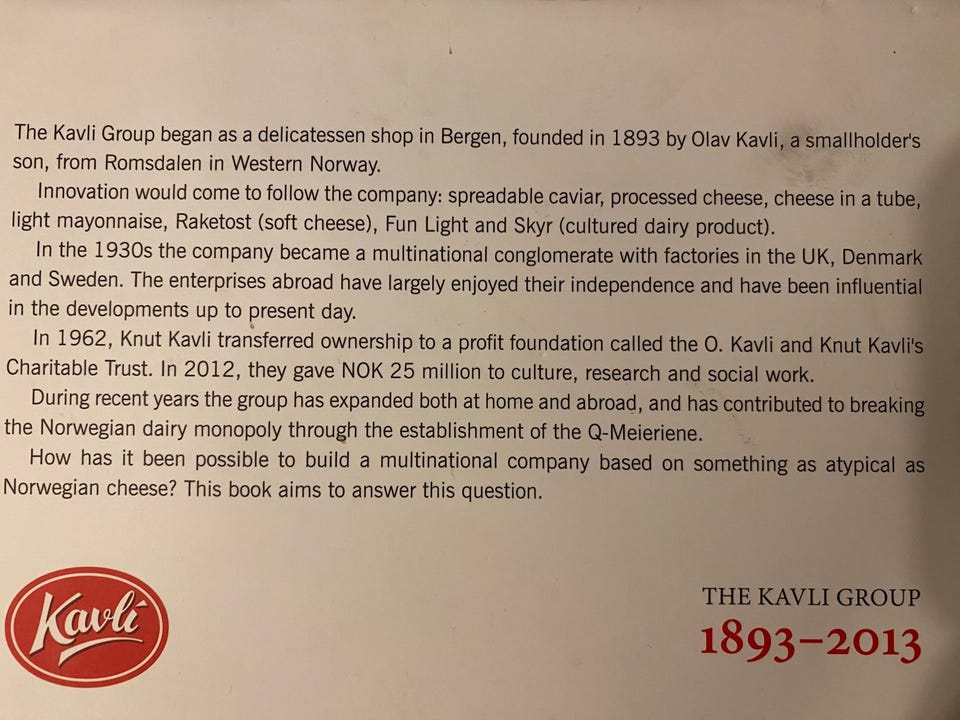 The Kavli Group began as a delicatessen shop in Bergen, founded in 1893 by Olav Kavli, a smallholder's
son, from Romsdalen in Western Norway.
Innovation would come to follow the company: spreadable caviar, processed cheese, cheese in a tube,
light mayonnaise, Raketost (soft cheese), Fun Light and Skyr (cultured dairy product).
In the 1930s the company became a multinational conglomerate with factories in the UK, Denmark
and Sweden. The enterprises abroad have largely enjoyed their independence and have been influential
in the developments up to present day.
In 1962, Knut Kavli transferred ownership to a profit foundation called the O. Kavli and Knut Kavli's
Charitable Trust. In 2012, they gave NOK 25 million to culture, research and social work.
During recent years the group has expanded both at home and abroad, and has contributed to breaking
the Norwegian dairy monopoly through the establishment of the Q-Meieriene.
How has it been possible to build a multinational company based on something as atypical as
Norwegian cheese? This book aims to answer this question.
Kavli
THE KAVLI GROUP
1893–2013